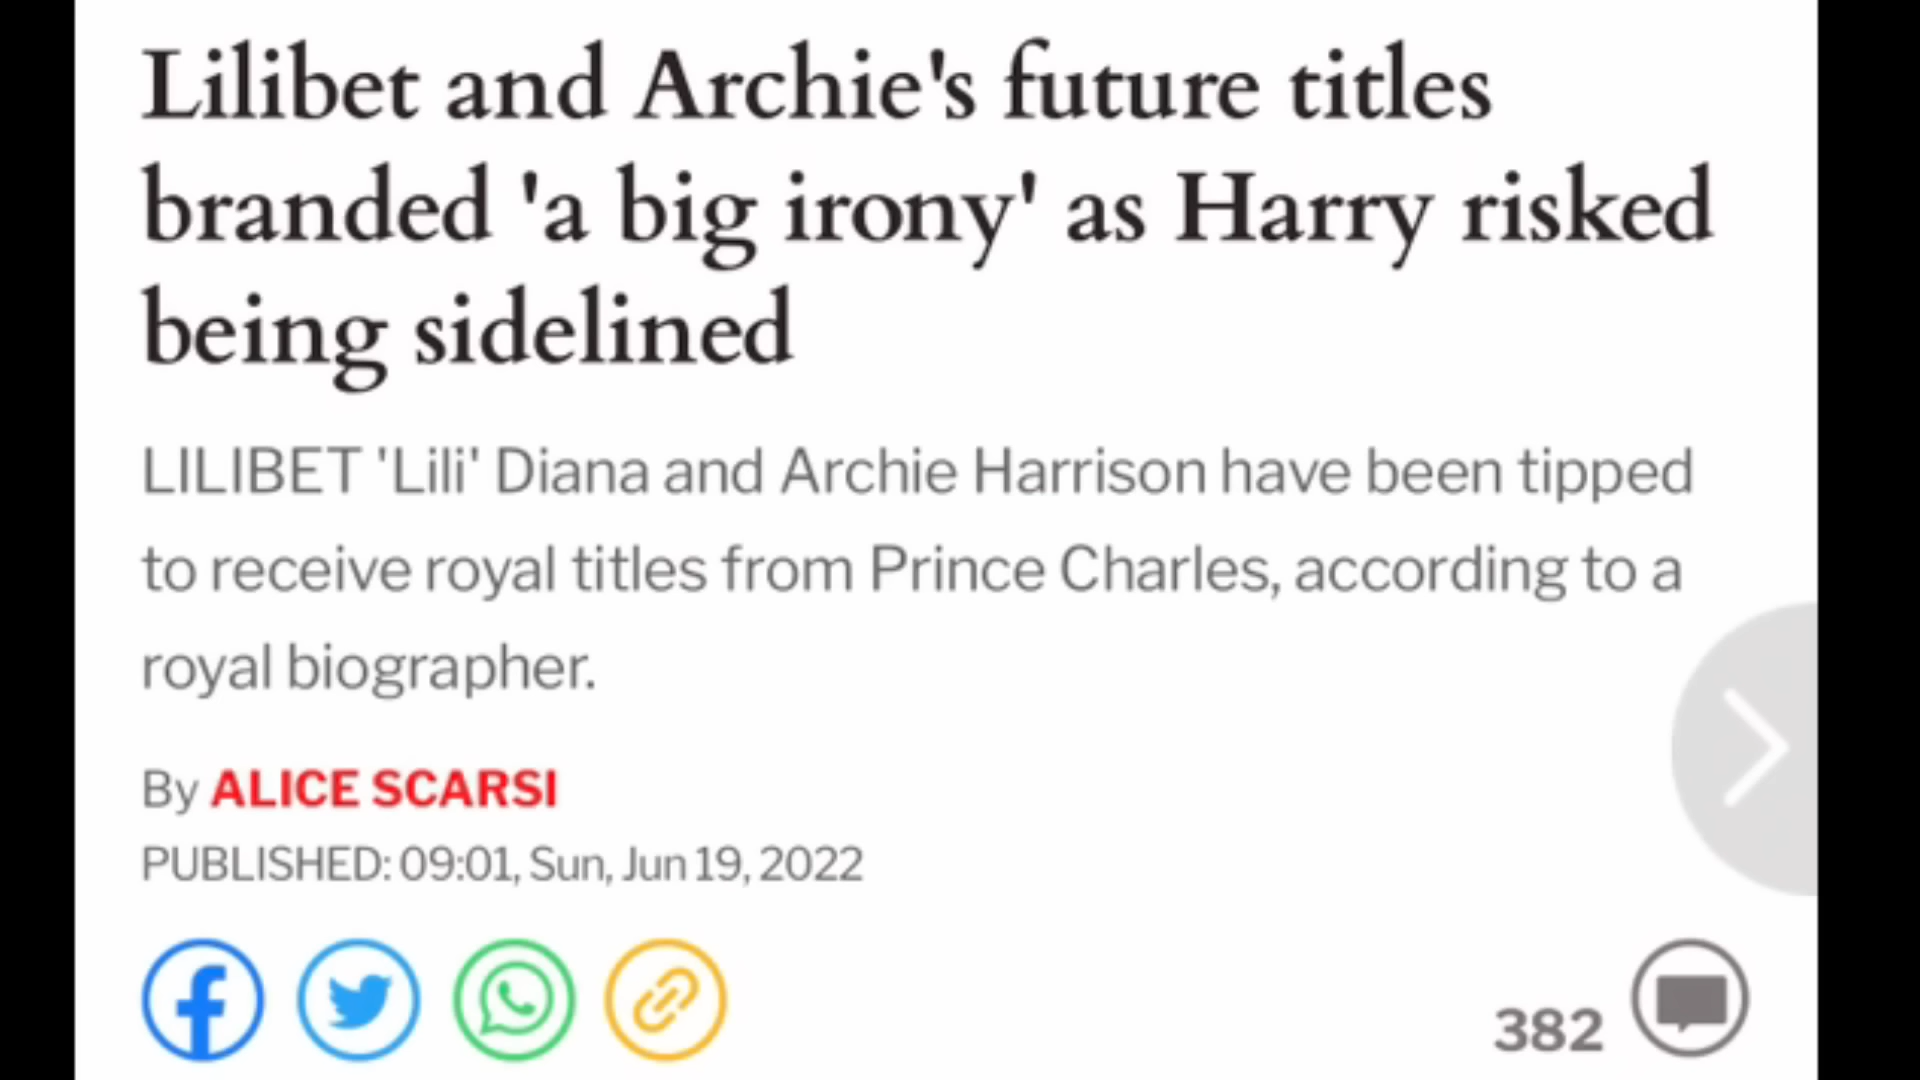 Lilibet and Archie's future titles
branded 'a big irony' as Harry risked
being sidelined
LILIBET 'Lili' Diana and Archie Harrison have been tipped
to receive royal titles from Prince Charles, according to a
royal biographer.
By ALICE SCARSI
PUBLISHED: 09:01, Sun, Jun 19, 2022
382